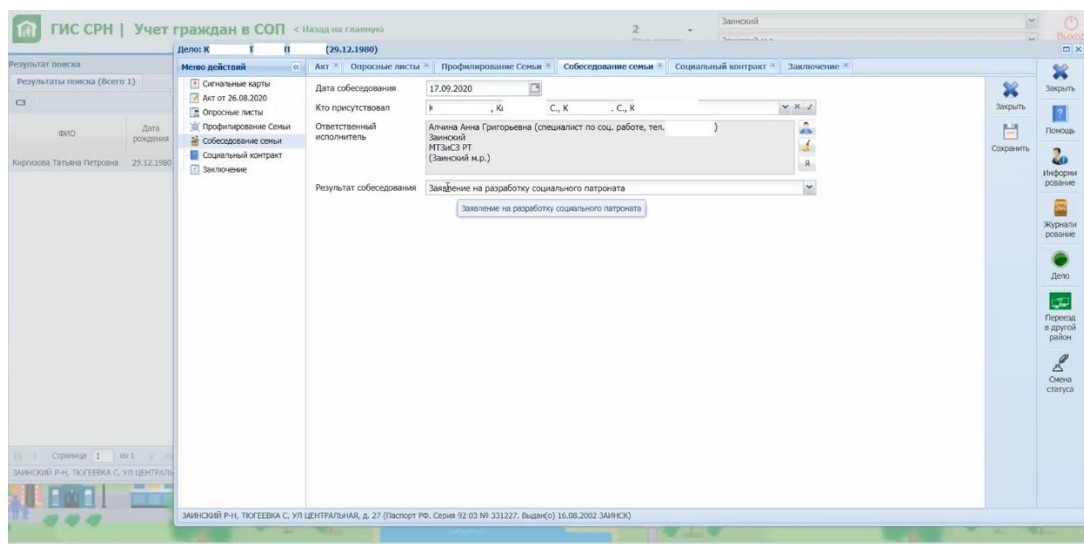 ГИС СРН | Учет граждан в СОП < Назад на главную
2
Заинский
Выход
Результат поиска
Результаты поиска (Всего 1)
СЗ
ФИО
Дата рождения
Киргизова Татьяна Петровна 29.12.1980
Страница 1 из 1
ЗАИНСКИЙ Р-Н, ТЮГЕЕВКА С, УЛ ЦЕНТРАЛЬ
Дело: К Т П (29.12.1980)
Меню действий
Сигнальные карты
Акт от 26.08.2020
Опросные листы
Профилирование Семьи
Собеседование семьи
Социальный контракт
Заключение
Акт Опросные листы Профилирование Семьи Собеседование семьи Социальный контракт Заключение
Дата собеседования 17.09.2020
Кто присутствовал
С., К . С., К
Ответственный исполнитель
Алчина Анна Григорьевна (специалист по соц. работе, тел. )
Заинский
МТЗиСЗ РТ
(Заинский м.р.)
Я
Результат собеседования Заявление на разработку социального патроната
Заявление на разработку социального патроната
Закрыть
Сохранить
Закрыть
Помощь
Информи
рование
Журнали
рование
Дело
Переезд
в другой
район
Смена
статуса
ЗАИНСКИЙ Р-Н, ТЮГЕЕВКА С, УЛ ЦЕНТРАЛЬНАЯ, д. 27 (Паспорт РФ. Серия 92 03 № 331227. Выдан(о) 16.08.2002 ЗАИНСК)